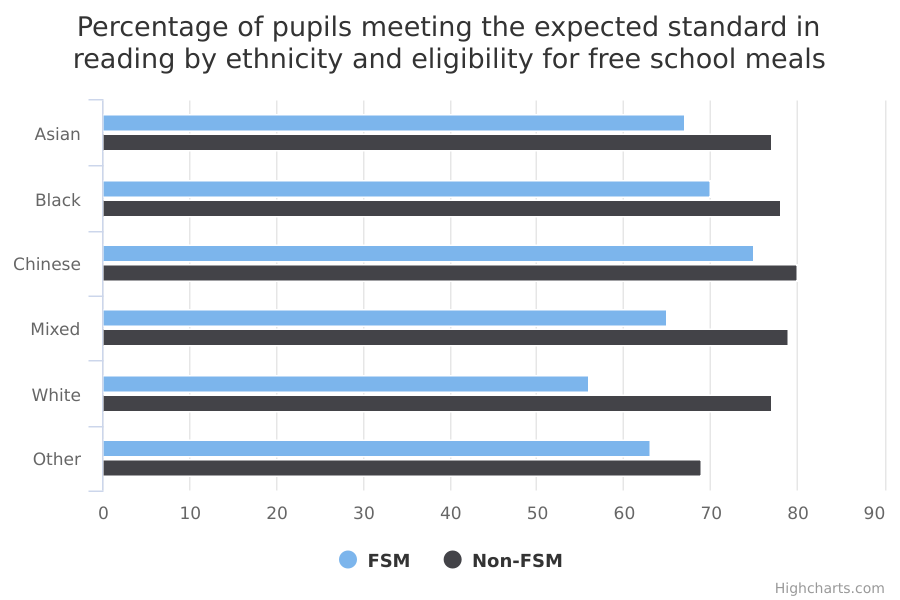 Percentage of pupils meeting the expected standard in
reading by ethnicity and eligibility for free school meals
Asian
Black
Chinese
Mixed
White
Other
0 10 20 30 40 50 60 70 80 90
FSM Non-FSM
Highcharts.com